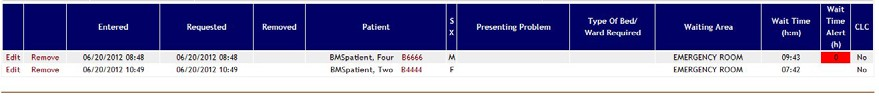 Entered Requested Removed Patient S X Presenting Problem Type Of Bed/ Ward Required Waiting Area Wait Time (h:m) Wait Time Alert (h) CLC
Edit Remove 06/20/2012 08:48 06/20/2012 08:48 BMSpatient, Four B6666 M EMERGENCY ROOM 09:43 0 No
Edit Remove 06/20/2012 10:49 06/20/2012 10:49 BMSpatient, Two B4444 F EMERGENCY ROOM 07:42 No